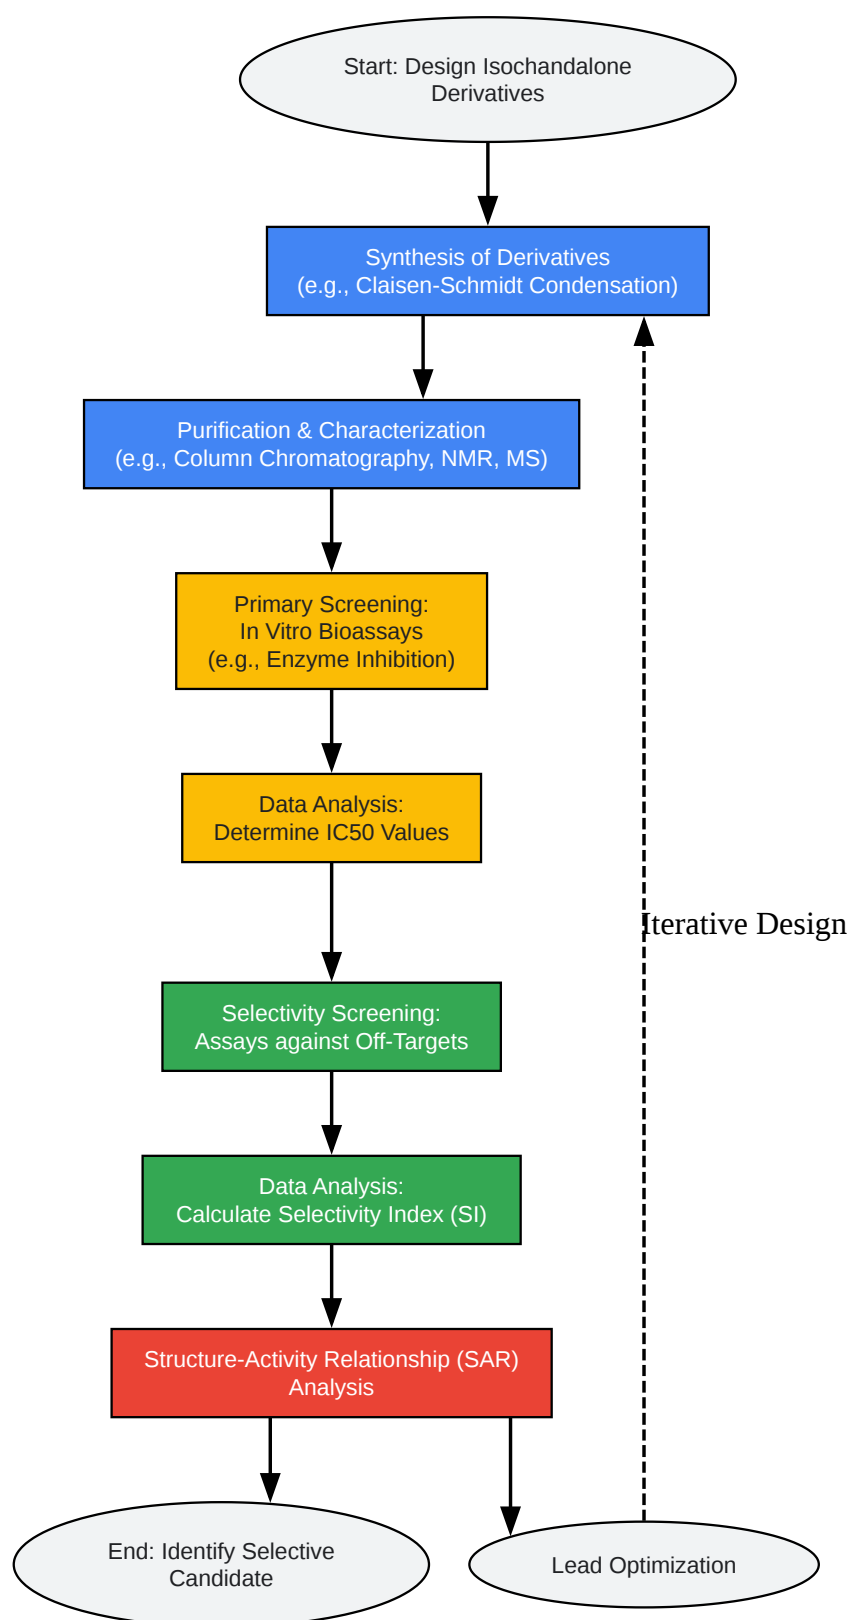 Start: Design Isochandalone
Derivatives
Synthesis of Derivatives
(e.g., Claisen-Schmidt Condensation)
Purification & Characterization
(e.g., Column Chromatography, NMR, MS)
Primary Screening:
In Vitro Bioassays
(e.g., Enzyme Inhibition)
Data Analysis:
Determine IC50 Values
Iterative Design
Selectivity Screening:
Assays against Off-Targets
Data Analysis:
Calculate Selectivity Index (SI)
Structure-Activity Relationship (SAR)
Analysis
End: Identify Selective
Candidate
Lead Optimization